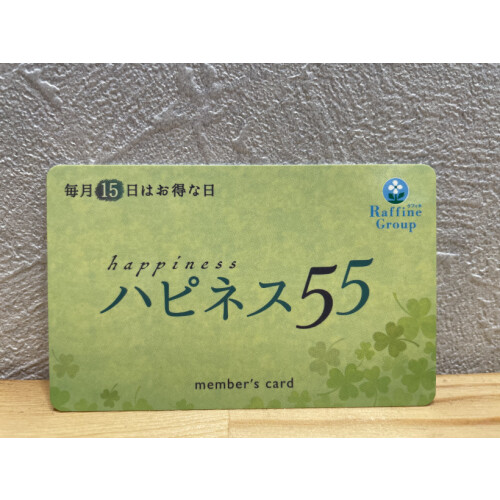 毎月15日はお得な日
ラフィネ
Raffine
Group
happiness
ハピネス55
member's card